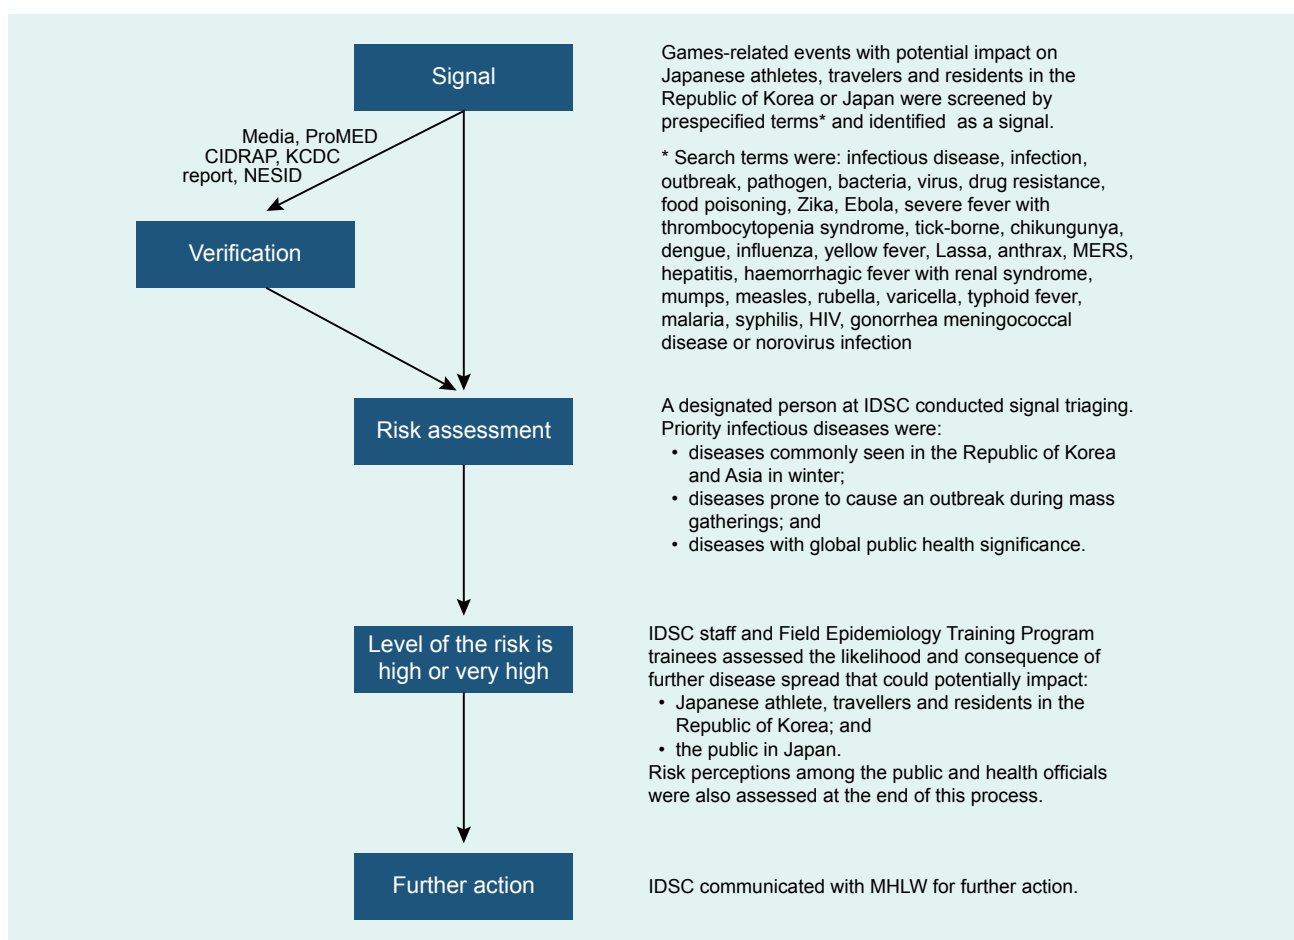 Signal
Games-related events with potential impact on
Japanese athletes, travelers and residents in the
Republic of Korea or Japan were screened by
prespecified terms* and identified as a signal.
Media, ProMED
CIDRAP, KCDC
report, NESID
* Search terms were: infectious disease, infection,
outbreak, pathogen, bacteria, virus, drug resistance,
food poisoning, Zika, Ebola, severe fever with
thrombocytopenia syndrome, tick-borne, chikungunya,
dengue, influenza, yellow fever, Lassa, anthrax, MERS,
hepatitis, haemorrhagic fever with renal syndrome,
mumps, measles, rubella, varicella, typhoid fever,
malaria, syphilis, HIV, gonorrhea meningococcal
disease or norovirus infection
Verification
Risk assessment
A designated person at IDSC conducted signal triaging.
Priority infectious diseases were:
• diseases commonly seen in the Republic of Korea
and Asia in winter;
• diseases prone to cause an outbreak during mass
gatherings; and
• diseases with global public health significance.
Level of the risk is
high or very high
IDSC staff and Field Epidemiology Training Program
trainees assessed the likelihood and consequence of
further disease spread that could potentially impact:
• Japanese athlete, travellers and residents in the
Republic of Korea; and
• the public in Japan.
Risk perceptions among the public and health officials
were also assessed at the end of this process.
Further action
IDSC communicated with MHLW for further action.